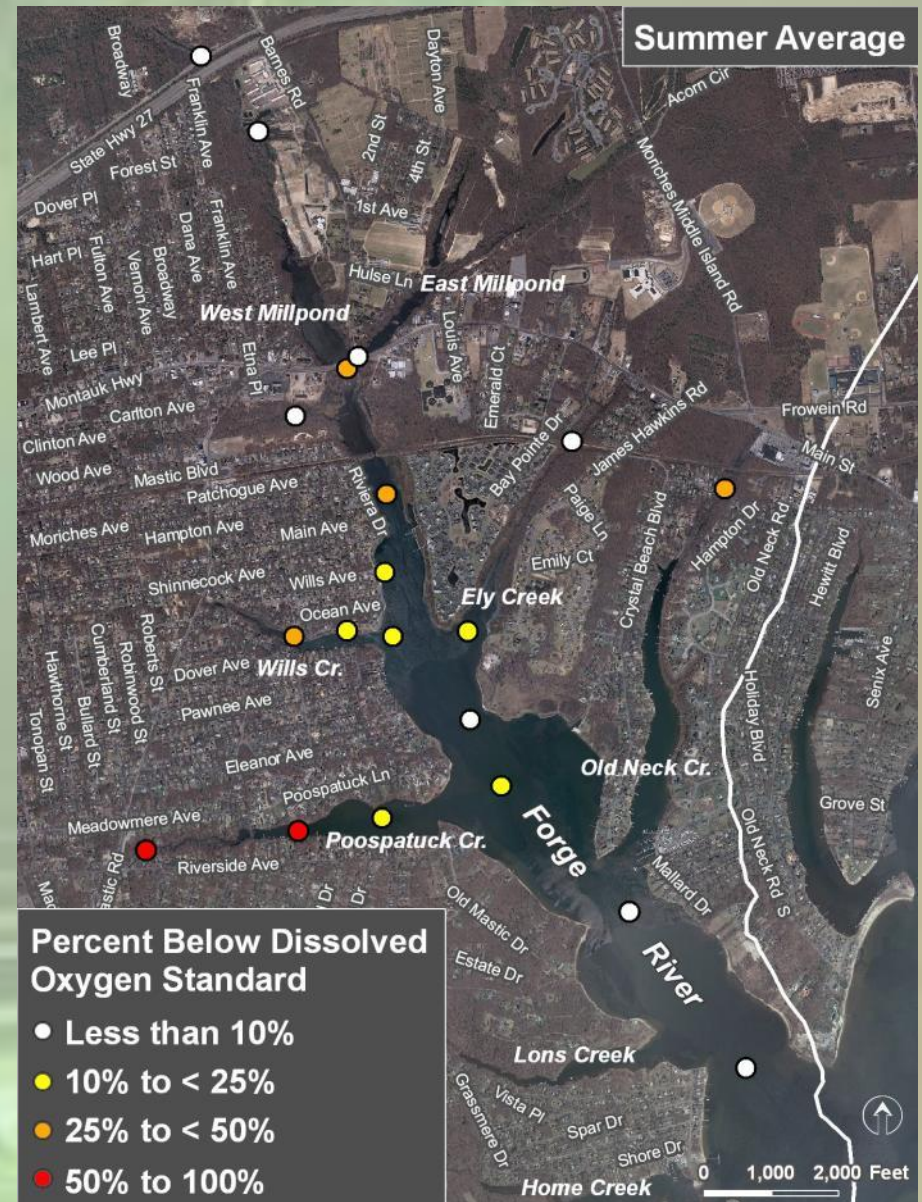 Summer Average
Broadway
Franklin Ave
Barnes Rd
Dayton Ave
Acorn Cir
State Hwy 27
2nd St
4th St
Forest St
Dover Pl
1st Ave
Moriches Middle Island Rd
Hart Pl
Fulton Ave
Vernon Ave
Broadway
Dana Ave
Franklin Ave
Hulse Ln
East Millpond
Lambert Ave
West Millpond
Lee Pl
Etna Pl
Louis Ave
Emerald Ct
Montauk Hwy
Carlton Ave
Bay Pointe Dr
James Hawkins Rd
Frowein Rd
Clinton Ave
Main St
Wood Ave
Mastic Blvd
Patchogue Ave
Riviera Dr
Paige Ln
Crystal Beach Blvd
Hampton Dr
Old Neck Rd
Hewitt Blvd
Moriches Ave
Hampton Ave
Main Ave
Emily Ct
Shinnecock Ave
Wills Ave
Ely Creek
Ocean Ave
Roberts St
Robinwood St
Cumberland St
Bullard St
Hawthorne St
Tonopan St
Dover Ave
Wills Cr.
Senix Ave
Pawnee Ave
Holiday Blvd
Eleanor Ave
Old Neck Cr.
Poospatuck Ln
Grove St
Meadowmere Ave
Poospatuck Cr.
Forge
River
Riverside Ave
Old Neck Rd S
Mallard Dr
astic Rd
Dr
Old Mastic Dr
Estate Dr
Lons Creek
Grassmere Dr
Vista Pl
Spar Dr
Shore Dr
Home Creek
Percent Below Dissolved
Oxygen Standard
Less than 10%
10% to < 25%
25% to < 50%
50% to 100%
0 1,000 2,000 Feet